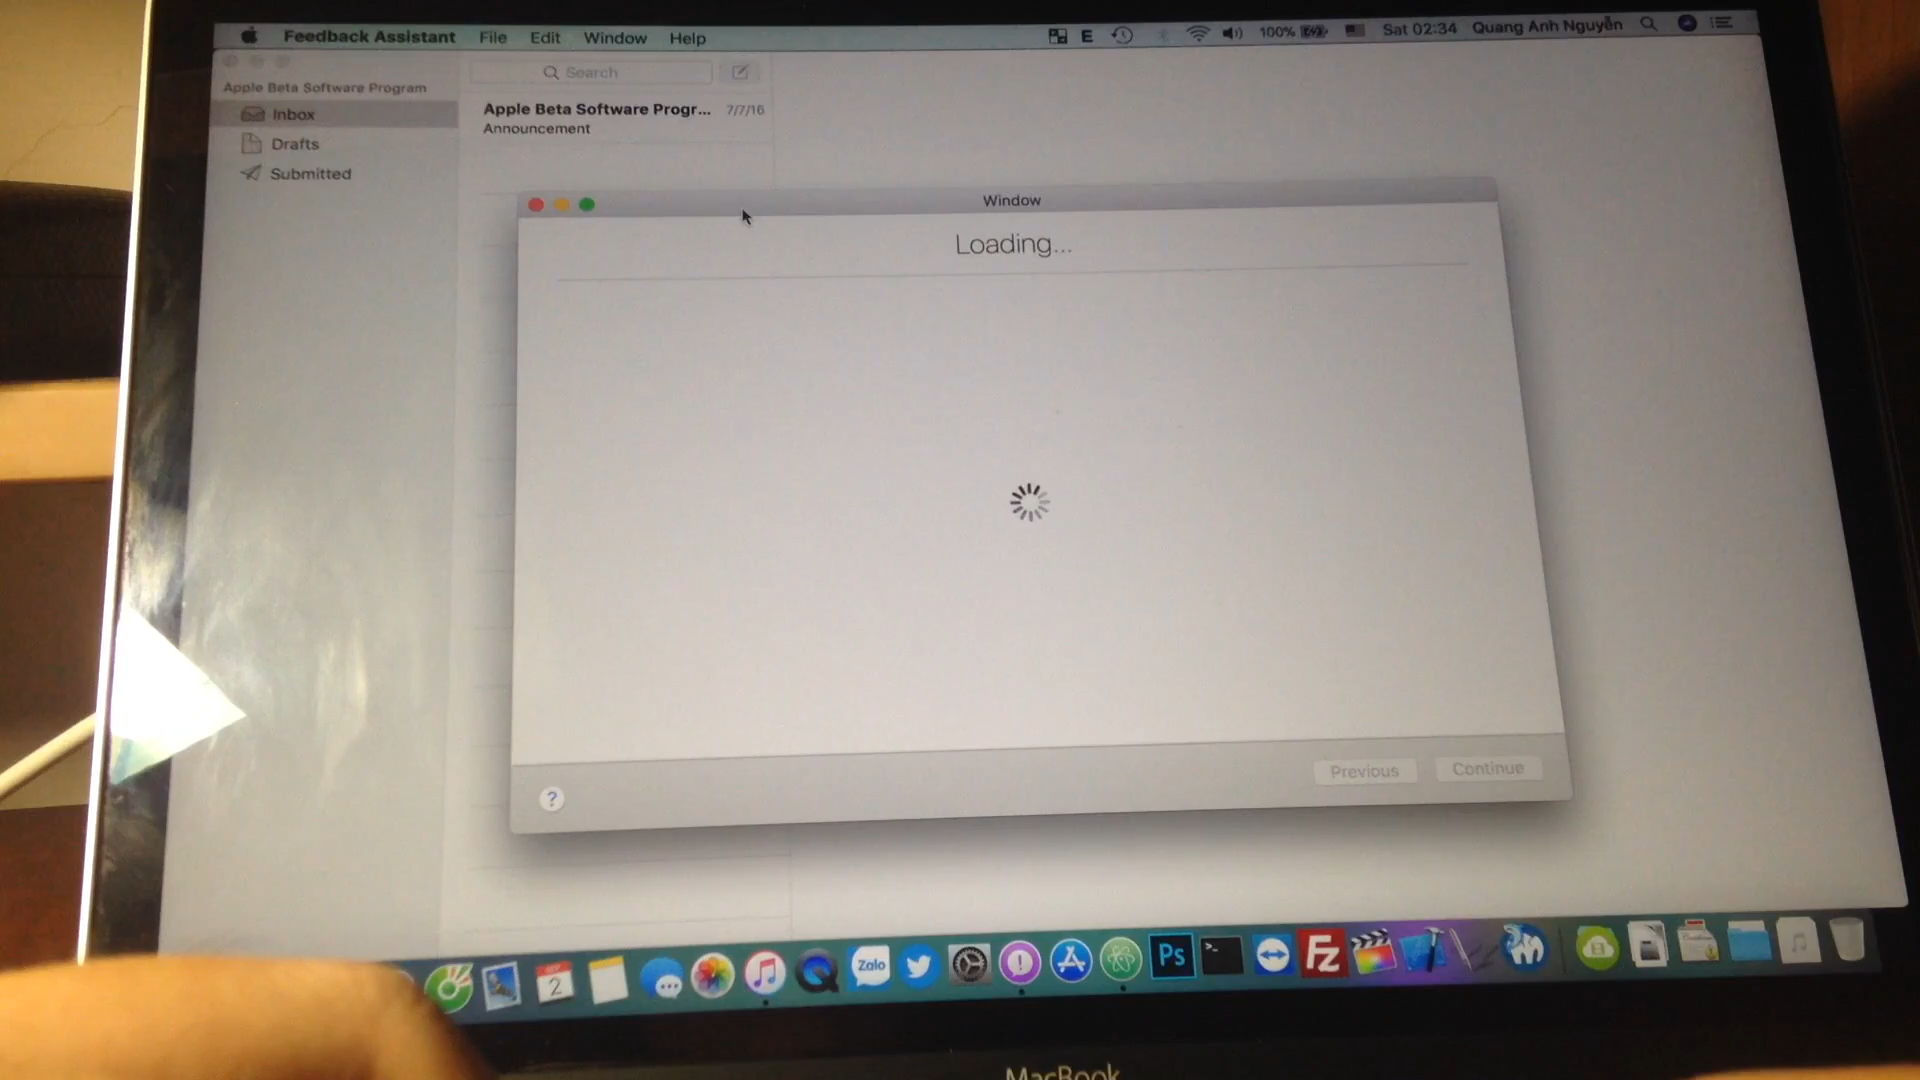 Feedback Assistant File Edit Window Help E 100% Sat 02:34 Quang Anh Nguyễn
Apple Beta Software Program
Inbox
Drafts
Submitted
Search
Apple Beta Software Progr... 7/7/16
Announcement
Window
Loading...
?
Previous Continue
2
Zalo
Ps
Fz
MacBook